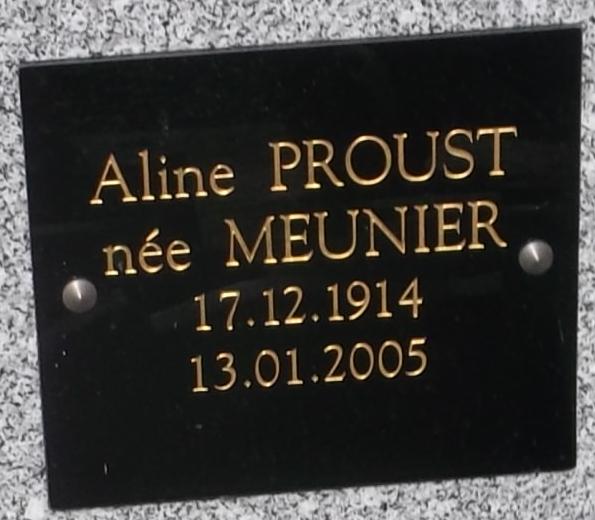 Aline PROUST
née MEUNIER
17.12.1914
13.01.2005